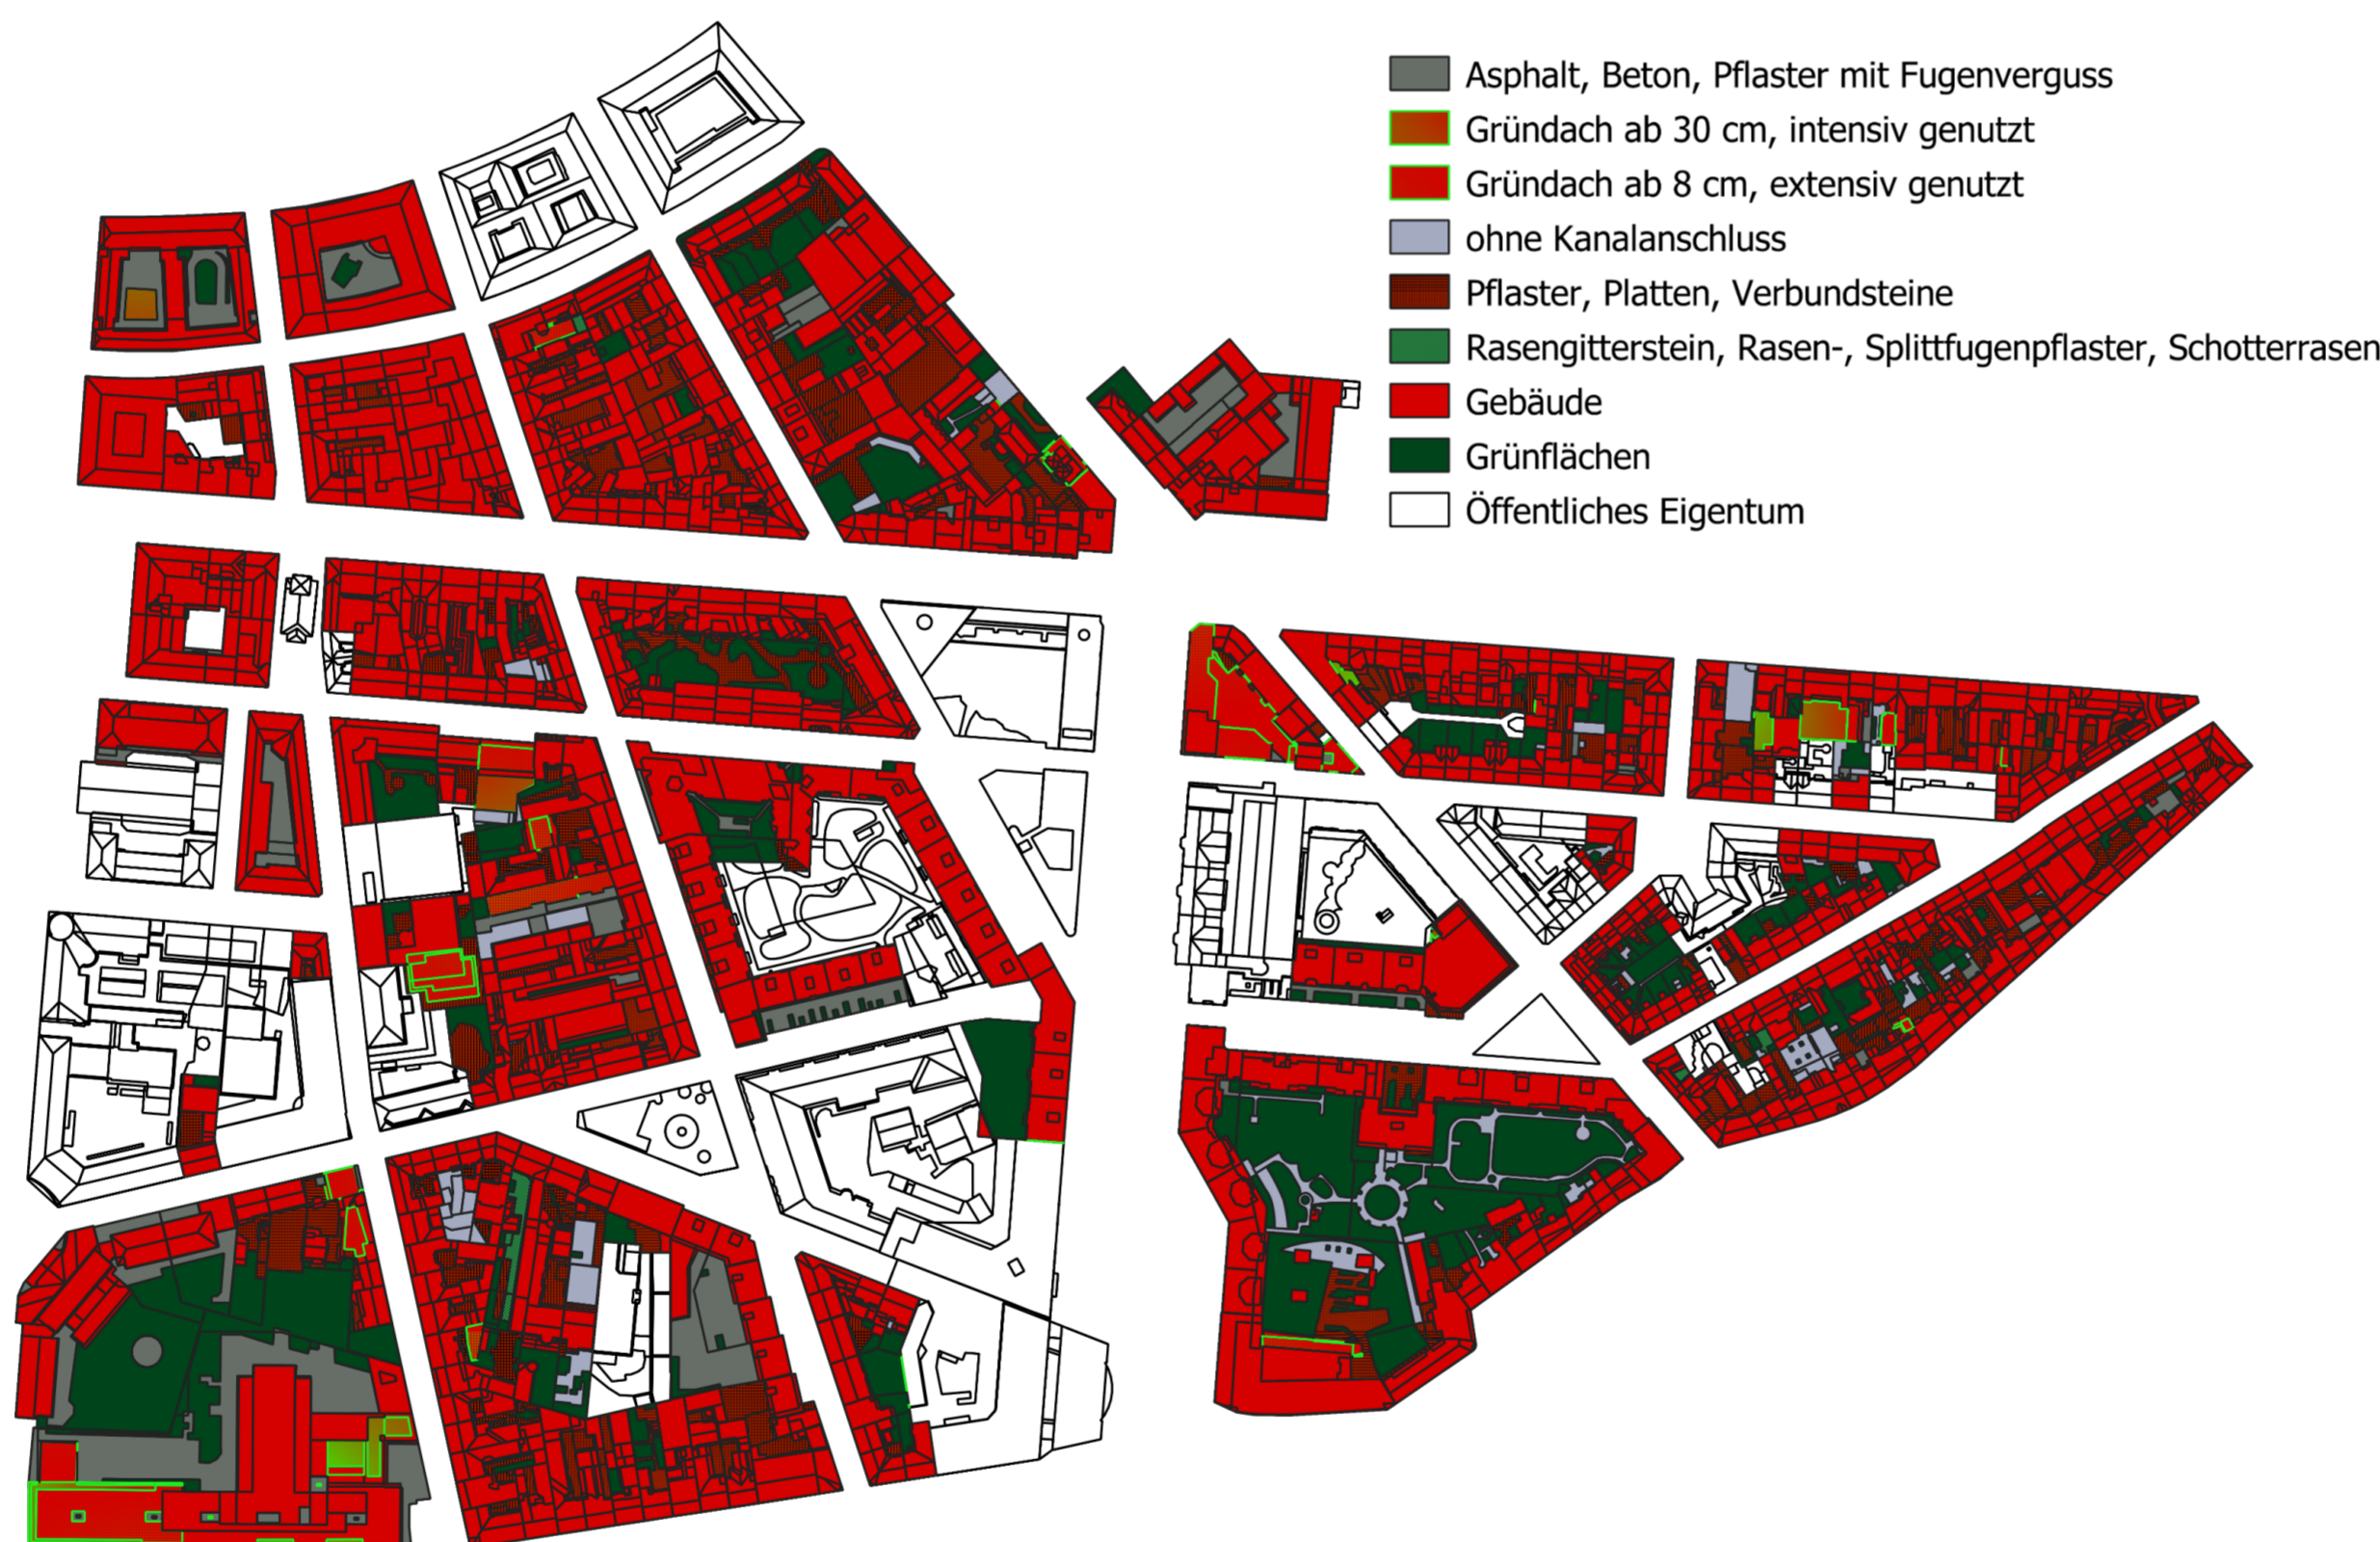 Asphalt, Beton, Pflaster mit Fugenverguss
Gründach ab 30 cm, intensiv genutzt
Gründach ab 8 cm, extensiv genutzt
ohne Kanalanschluss
Pflaster, Platten, Verbundsteine
Rasengitterstein, Rasen-, Splittfugenpflaster, Schotterrasen
Gebäude
Grünflächen
Öffentliches Eigentum